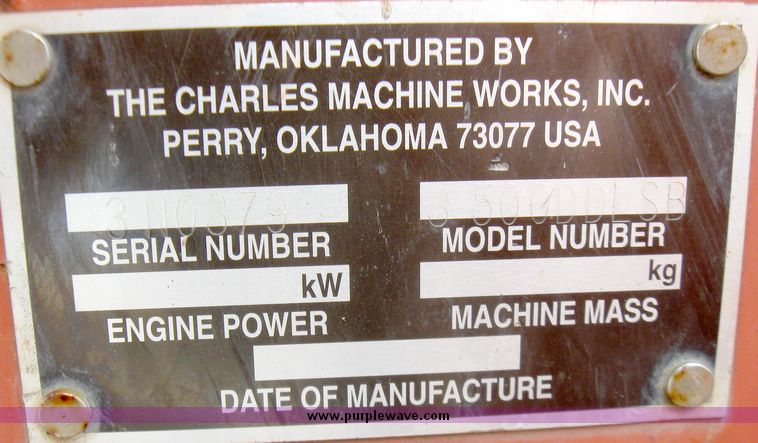 MANUFACTURED BY
THE CHARLES MACHINE WORKS, INC.
PERRY, OKLAHOMA 73077 USA
3N0379
SERIAL NUMBER
MODEL NUMBER
kW
kg
ENGINE POWER
MACHINE MASS
DATE OF MANUFACTURE
www.purplewave.com